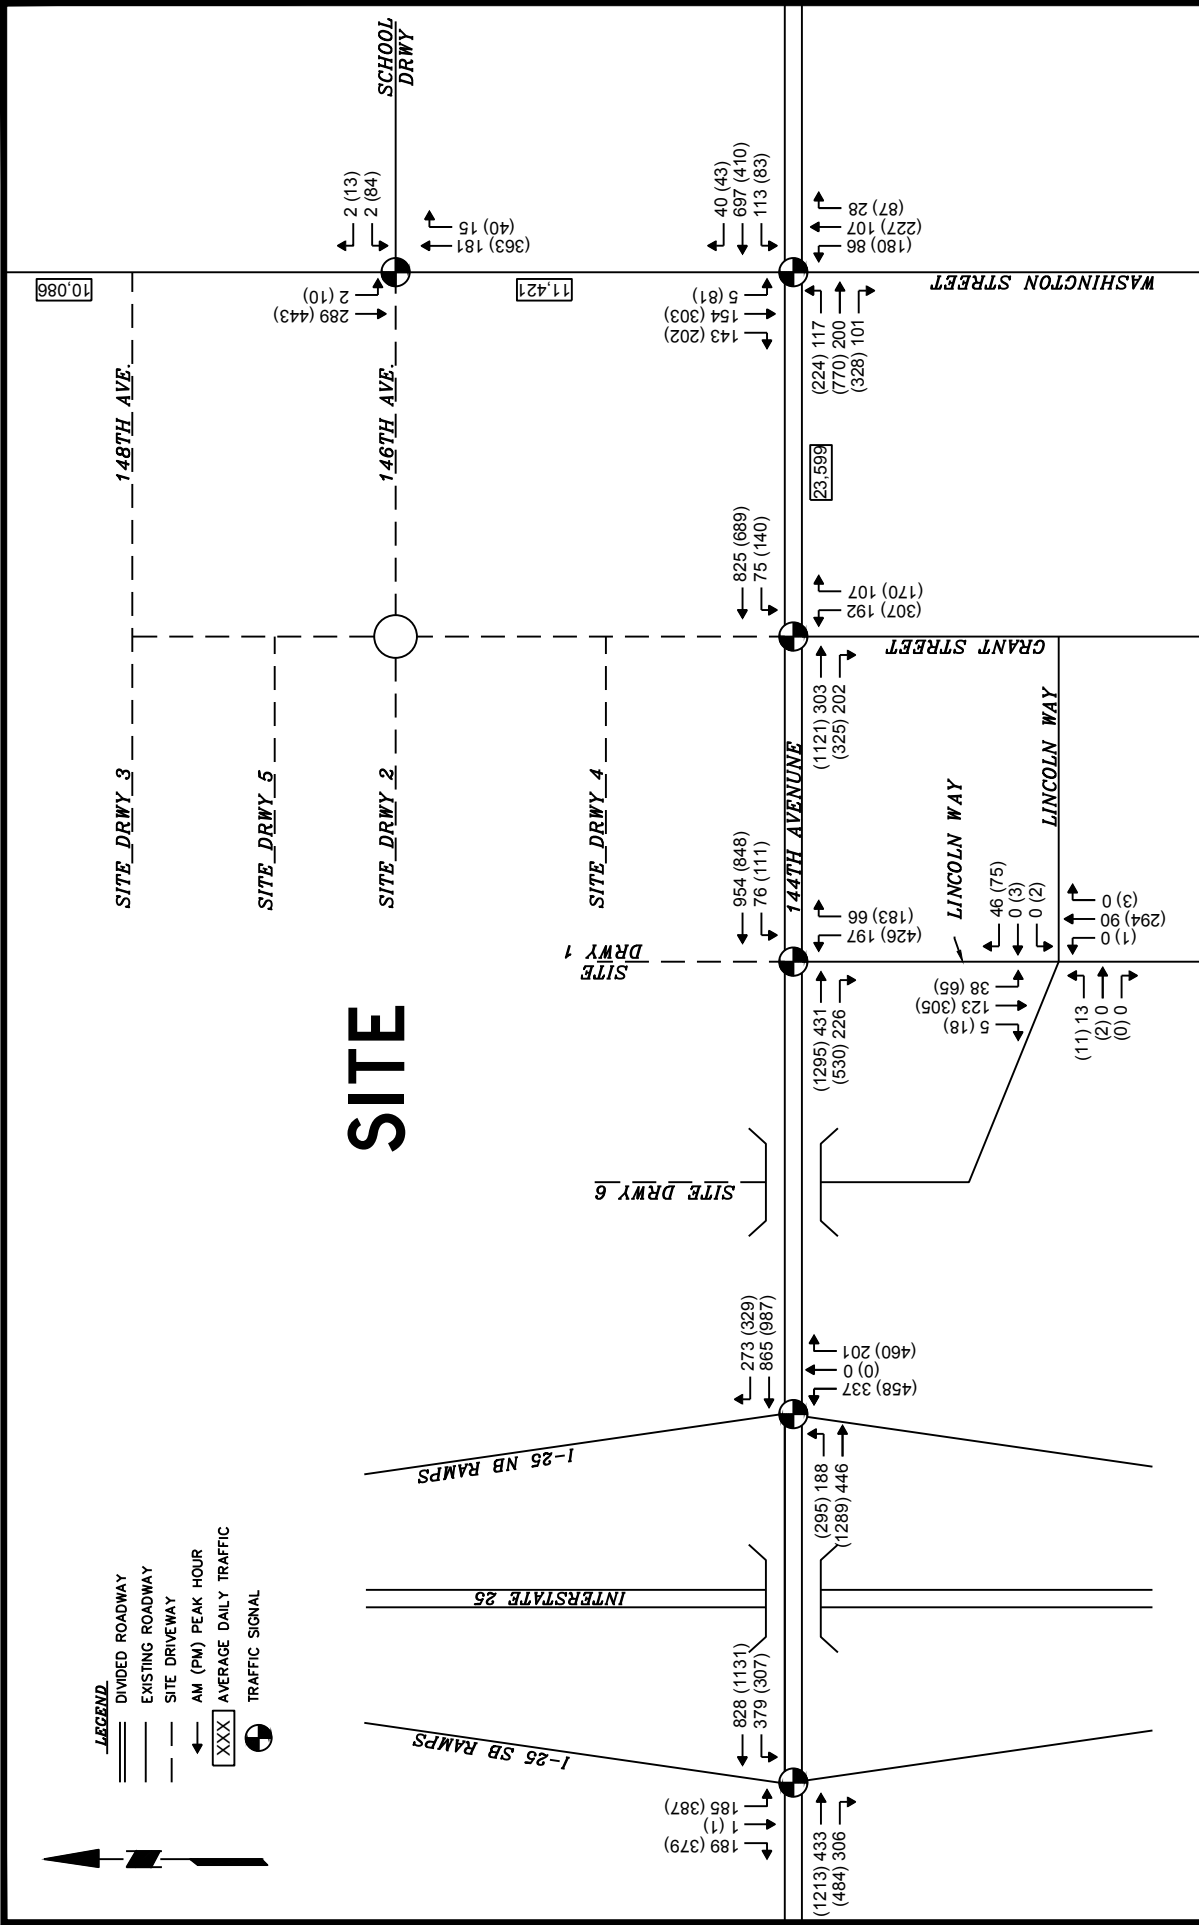 SCHOOL
DRWY
2 (13)
2 (84)
(40) 15
(363) 181
2 (10)
289 (443)
10,086
11,421
148TH AVE.
146TH AVE.
40 (43)
697 (410)
113 (83)
(87) 28
(227) 107
(180) 86
5 (81)
154 (303)
143 (202)
(224) 117
(770) 200
(328) 101
WASHINGTON STREET
23,599
825 (689)
75 (140)
(170) 107
(307) 192
(1121) 303
(325) 202
GRANT STREET
LINCOLN WAY
LINCOLN WAY
SITE DRWY 3
SITE DRWY 5
SITE DRWY 2
SITE DRWY 4
144TH AVENUNE
954 (848)
76 (111)
(183) 66
(426) 197
(1295) 431
(530) 226
SITE
DRWY 1
46 (75)
0 (3)
0 (2)
(3) 0
(294) 90
(1) 0
38 (65)
123 (305)
5 (18)
(11) 13
(2) 0
(0) 0
SITE
SITE DRWY 6
273 (329)
865 (987)
(460) 201
(0) 0
(458) 337
(295) 188
(1289) 446
I-25 NB RAMPS
INTERSTATE 25
I-25 SB RAMPS
828 (1131)
379 (307)
185 (387)
1 (1)
189 (379)
(1213) 433
(484) 306
LEGEND
DIVIDED ROADWAY
EXISTING ROADWAY
SITE DRIVEWAY
AM (PM) PEAK HOUR
XXX AVERAGE DAILY TRAFFIC
TRAFFIC SIGNAL
N